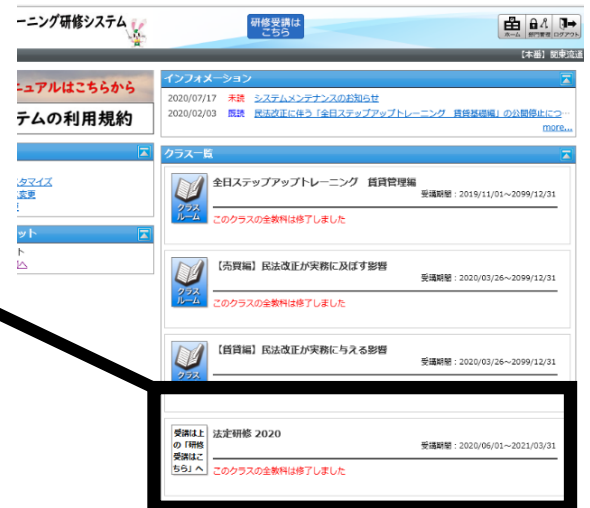 ーニング研修システム
研修受講は
こちら
ホーム
部門管理
ログアウト
【本番】 関東流通
ニュアルはこちらから
テムの利用規約
インフォメーション
2020/07/17 未読 システムメンテナンスのお知らせ
2020/02/03 既読 民法改正に伴う「全日ステップアップトレーニング 賃貸基礎編」の公開停止につ…
more...
スタマイズ
変更
ット
ト
へ
クラス一覧
クラス
ルーム
全日ステップアップトレーニング 賃貸管理編
受講期間：2019/11/01～2099/12/31
このクラスの全教科は修了しました
クラス
ルーム
【売買編】民法改正が実務に及ぼす影響
受講期間：2020/03/26～2099/12/31
このクラスの全教科は修了しました
クラス
【賃貸編】民法改正が実務に与える影響
受講期間：2020/03/26～2099/12/31
受講は上
の「研修
受講はこ
ちら」へ
法定研修 2020
受講期間：2020/06/01～2021/03/31
このクラスの全教科は修了しました